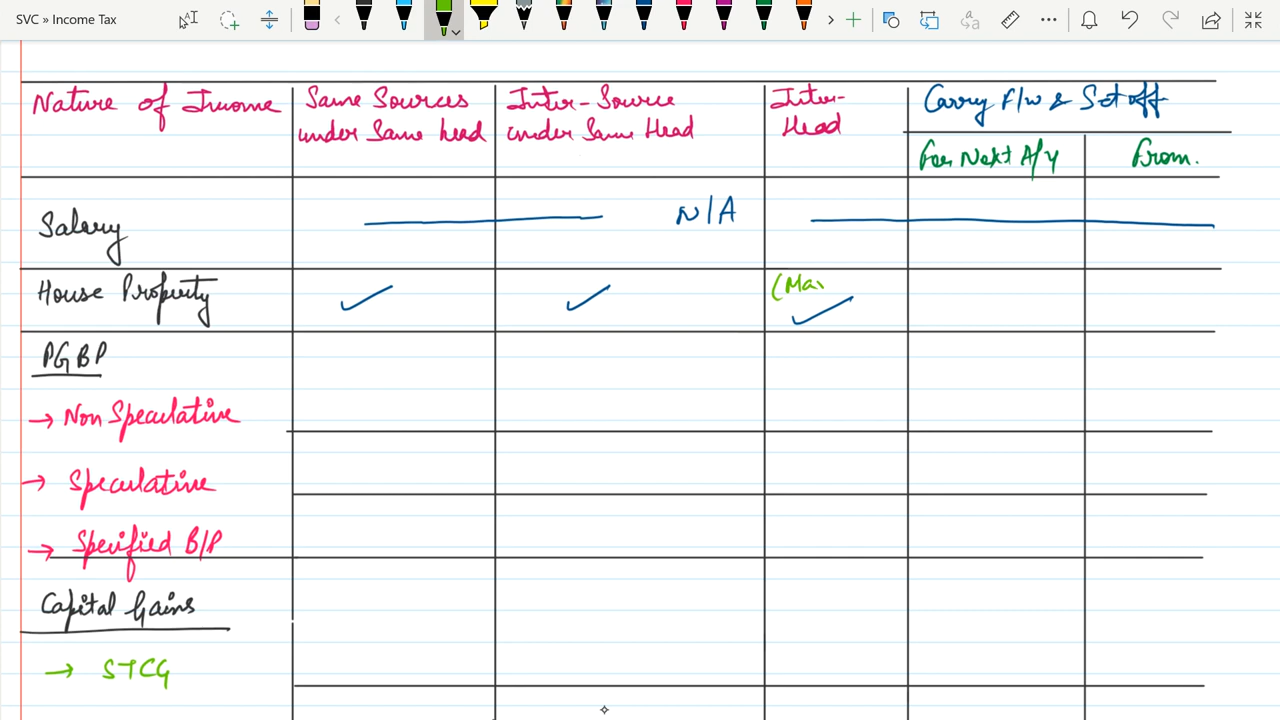 SVC » Income Tax
Nature of Income
Same Sources
under Same head
Inter-Source
under Same Head
Inter-
Head
Carry F/w & Set off
For Next A/y
From.
Salary
N/A
House Property
(Max
PGBP
→ Non Speculative
→ Speculative
→ Specified B/P
Capital Gains
→ STCG